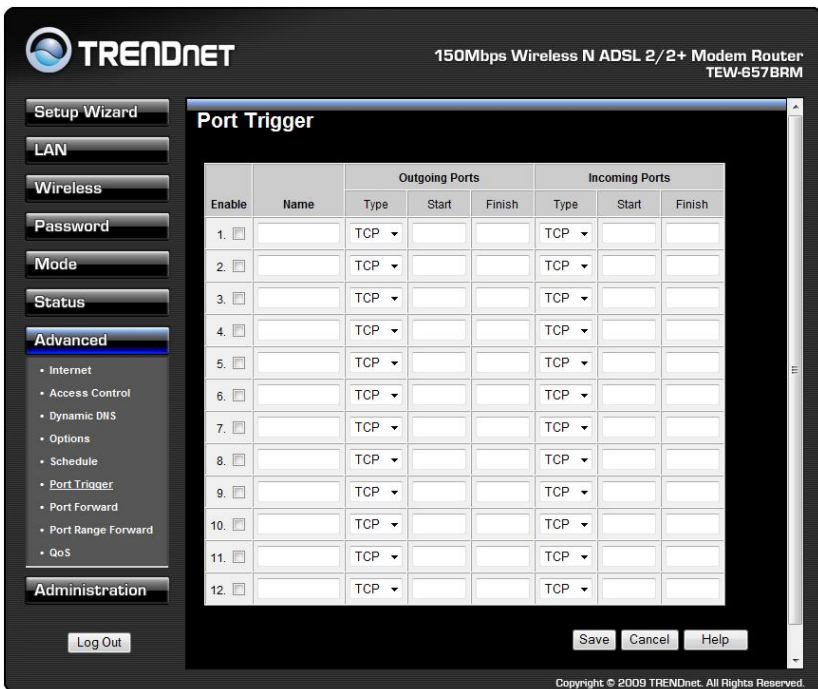 TRENDNET
150Mbps Wireless N ADSL 2/2+ Modem Router
TEW-657BRM
Setup Wizard
LAN
Wireless
Password
Mode
Status
Advanced
• Internet
• Access Control
• Dynamic DNS
• Options
• Schedule
• Port Trigger
• Port Forward
• Port Range Forward
• QoS
Administration
Log Out
Port Trigger
Outgoing Ports Incoming Ports
Enable Name Type Start Finish Type Start Finish
1. TCP TCP
2. TCP TCP
3. TCP TCP
4. TCP TCP
5. TCP TCP
6. TCP TCP
7. TCP TCP
8. TCP TCP
9. TCP TCP
10. TCP TCP
11. TCP TCP
12. TCP TCP
Save Cancel Help
Copyright © 2009 TRENDnet. All Rights Reserved.